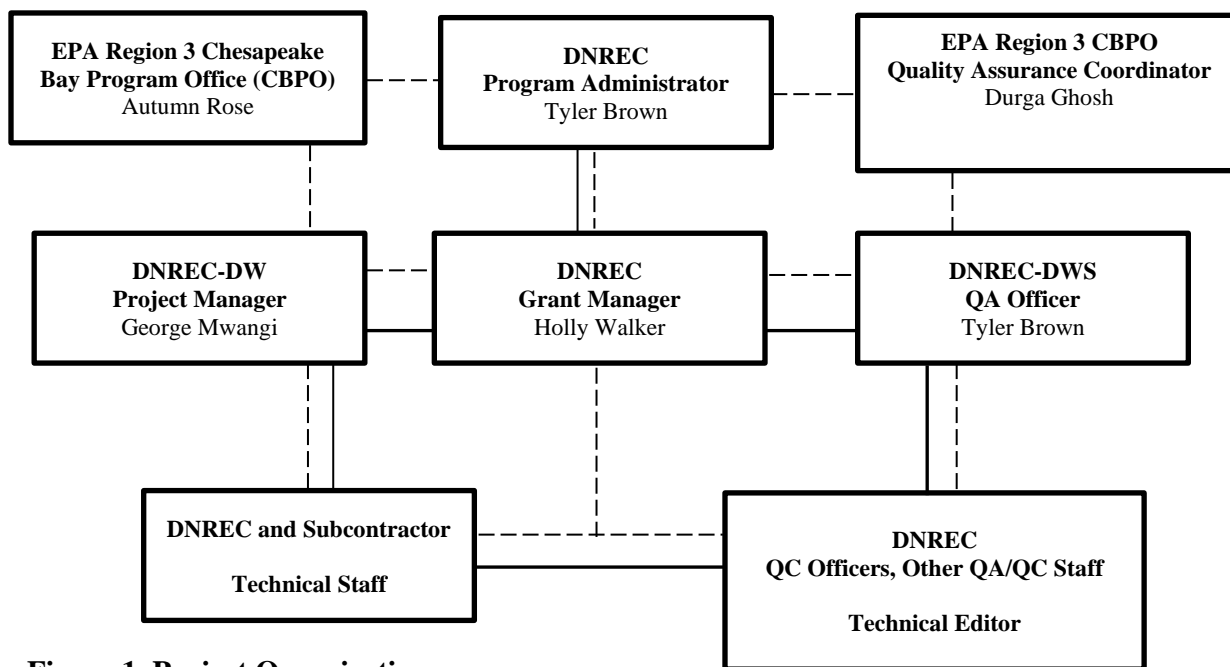 EPA Region 3 Chesapeake
Bay Program Office (CBPO)
Autumn Rose
DNREC
Program Administrator
Tyler Brown
EPA Region 3 CBPO
Quality Assurance Coordinator
Durga Ghosh
DNREC-DW
Project Manager
George Mwangi
DNREC
Grant Manager
Holly Walker
DNREC-DWS
QA Officer
Tyler Brown
DNREC and Subcontractor
Technical Staff
DNREC
QC Officers, Other QA/QC Staff
Technical Editor
Figure 1. Project Organization